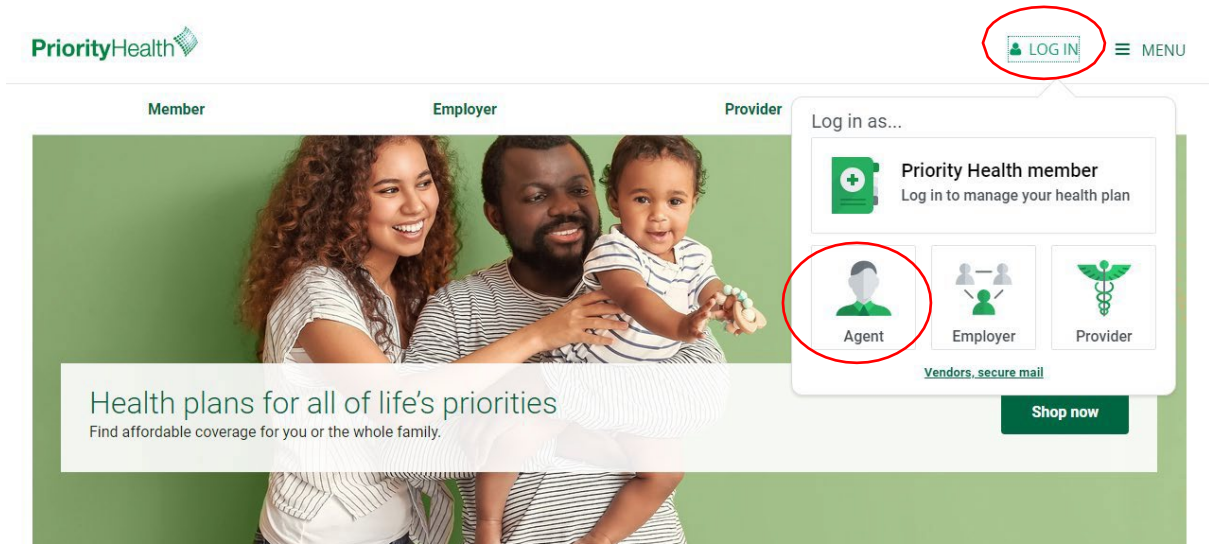 PriorityHealth
LOG IN
MENU
Member
Employer
Provider
Log in as...
Priority Health member
Log in to manage your health plan
Agent
Employer
Provider
Vendors, secure mail
Health plans for all of life's priorities
Find affordable coverage for you or the whole family.
Shop now